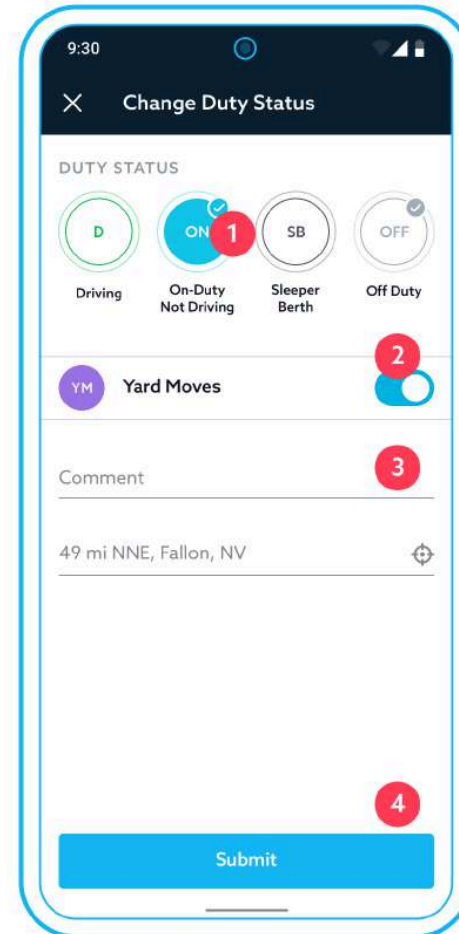 9:30
Change Duty Status
DUTY STATUS
D
ON
1
SB
OFF
Driving
On-Duty
Not Driving
Sleeper
Berth
Off Duty
2
YM
Yard Moves
Comment
3
49 mi NNE, Fallon, NV
4
Submit